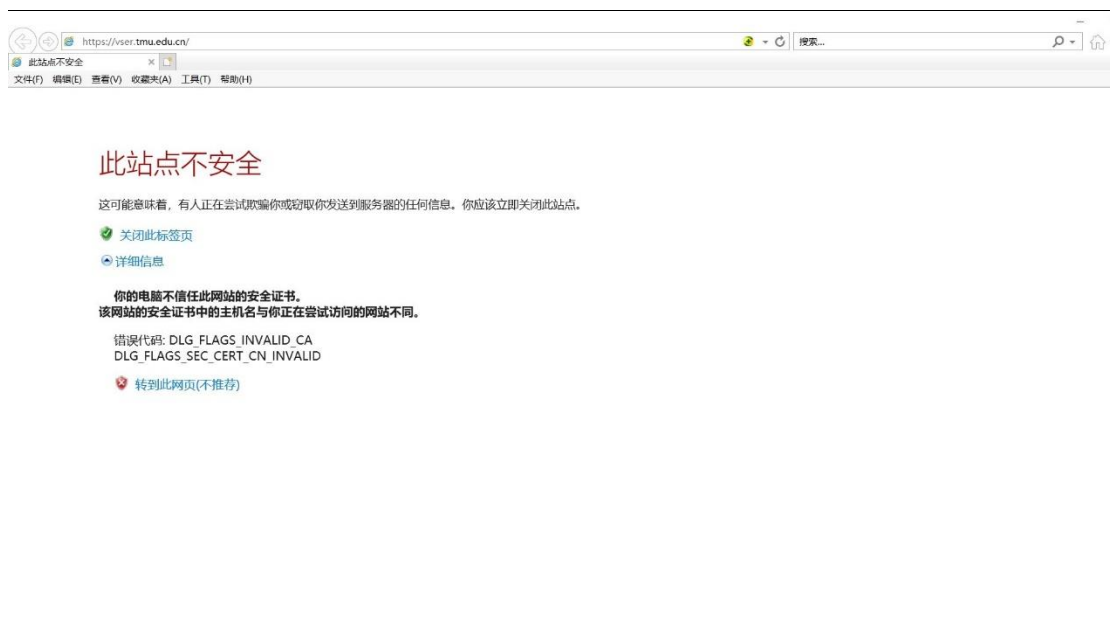 https://vser.tmu.edu.cn/
搜索...
此站点不安全
文件(F) 编辑(E) 查看(V) 收藏夹(A) 工具(T) 帮助(H)
此站点不安全
这可能意味着，有人正在尝试欺骗你或窃取你发送到服务器的任何信息。你应该立即关闭此站点。
关闭此标签页
详细信息
你的电脑不信任此网站的安全证书。
该网站的安全证书中的主机名与你正在尝试访问的网站不同。
错误代码: DLG_FLAGS_INVALID_CA
DLG_FLAGS_SEC_CERT_CN_INVALID
转到此网页(不推荐)